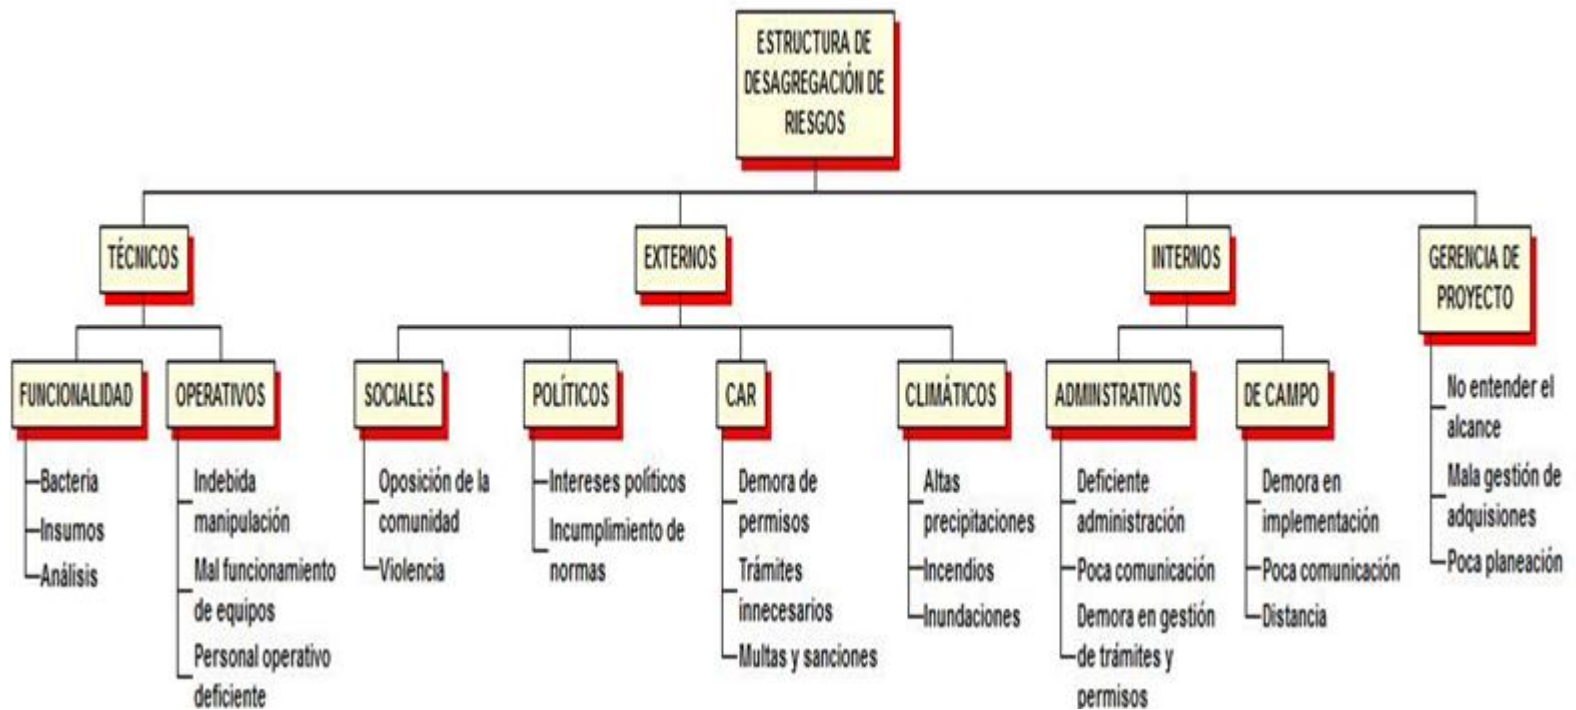 ESTRUCTURA DE
DESAGREGACIÓN DE
RIESGOS
TÉCNICOS
EXTERNOS
INTERNOS
GERENCIA DE
PROYECTO
FUNCIONALIDAD
OPERATIVOS
SOCIALES
POLÍTICOS
CAR
CLIMÁTICOS
ADMINSTRATIVOS
DE CAMPO
Bacteria
Insumos
Análisis
Indebida
manipulación
Mal funcionamiento
de equipos
Personal operativo
deficiente
Oposición de la
comunidad
Violencia
Intereses políticos
Incumplimiento de
normas
Demora de
permisos
Trámites
innecesarios
Multas y sanciones
Altas
precipitaciones
Incendios
Inundaciones
Deficiente
administración
Poca comunicación
Demora en gestión
de trámites y
permisos
Demora en
implementación
Poca comunicación
Distancia
No entender el
alcance
Mala gestión de
adquisiones
Poca planeación